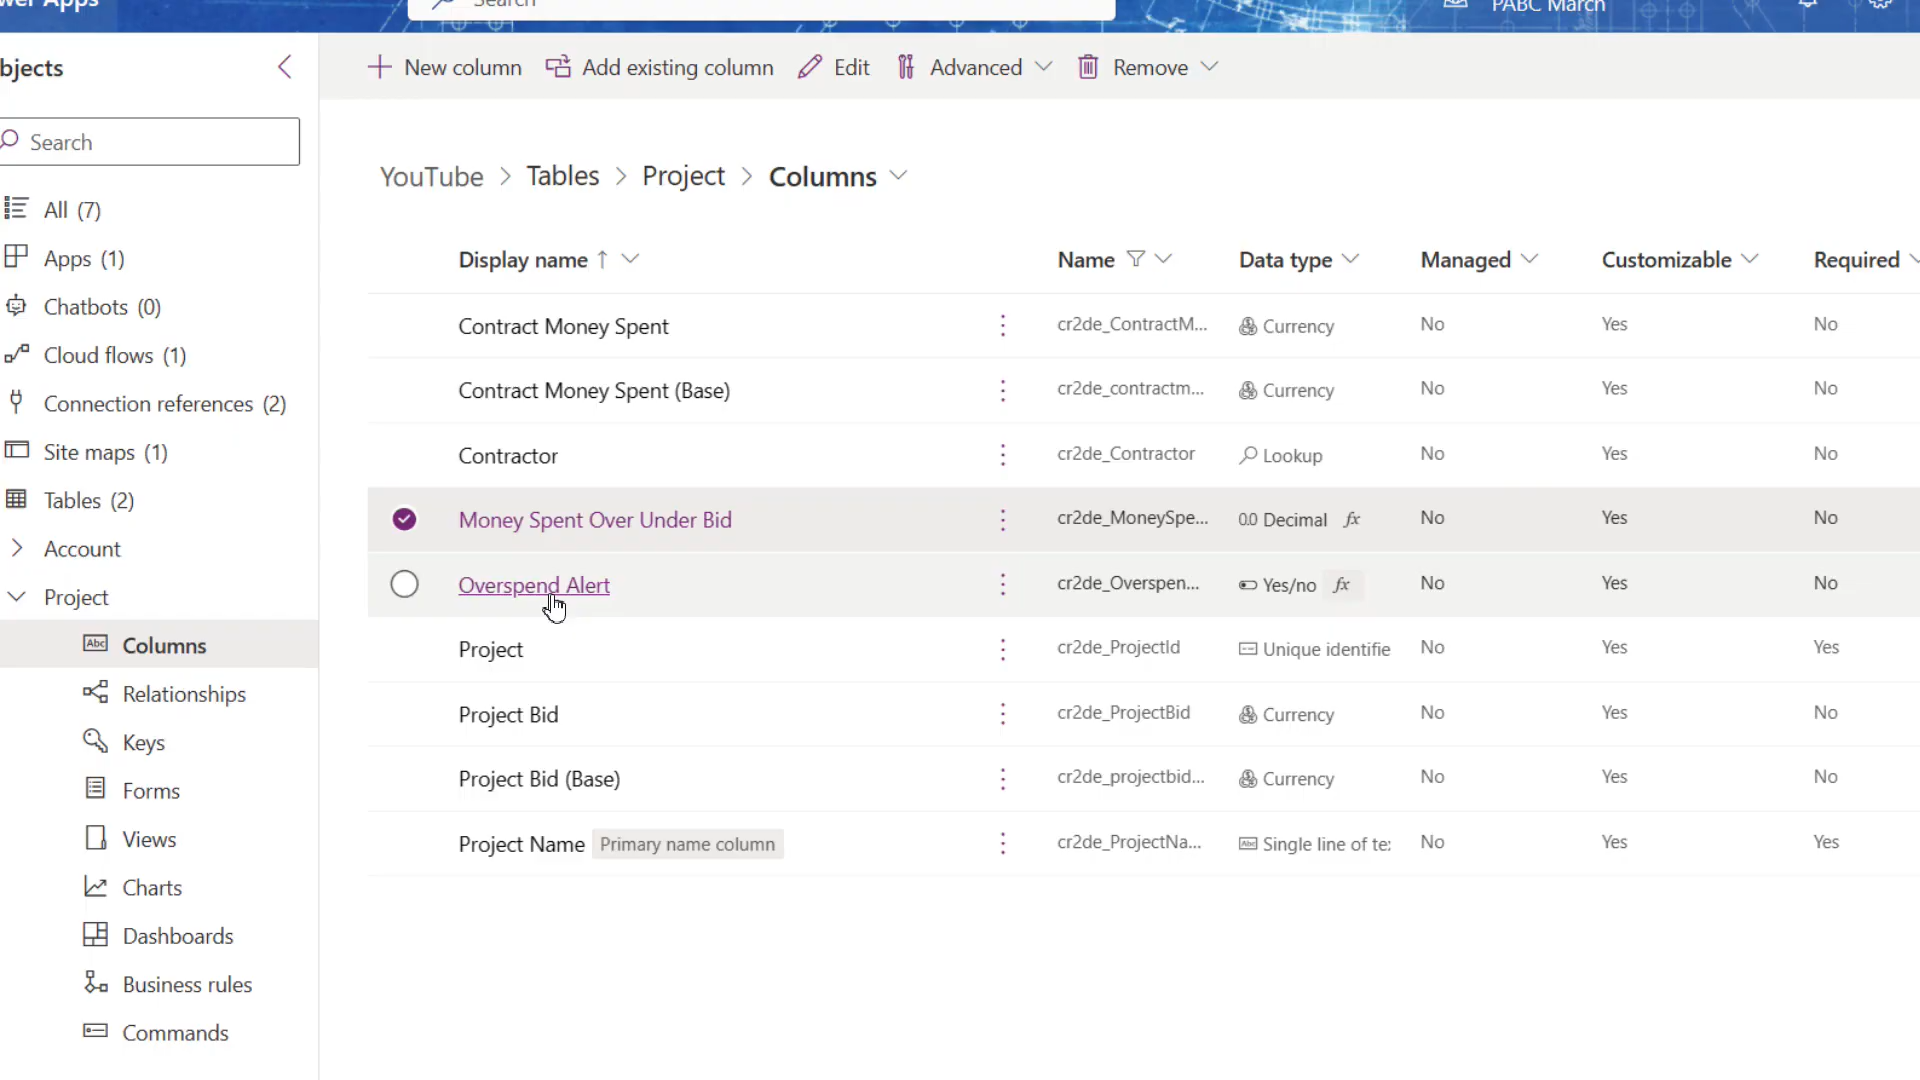 Search
PABC March
New column
Add existing column
Edit
Advanced
Remove
Search
YouTube > Tables > Project > Columns
All (7)
Apps (1)
Chatbots (0)
Cloud flows (1)
Connection references (2)
Site maps (1)
Tables (2)
Account
Project
Columns
Relationships
Keys
Forms
Views
Charts
Dashboards
Business rules
Commands
Display name ↑ Name Data type Managed Customizable Required
Contract Money Spent cr2de_ContractM... Currency No Yes No
Contract Money Spent (Base) cr2de_contractm... Currency No Yes No
Contractor cr2de_Contractor Lookup No Yes No
Money Spent Over Under Bid cr2de_MoneySpe... 0.0 Decimal fx No Yes No
Overspend Alert cr2de_Overspen... Yes/no fx No Yes No
Project cr2de_ProjectId Unique identifie No Yes Yes
Project Bid cr2de_ProjectBid Currency No Yes No
Project Bid (Base) cr2de_projectbid... Currency No Yes No
Project Name Primary name column cr2de_ProjectNa... Abc Single line of te No Yes Yes